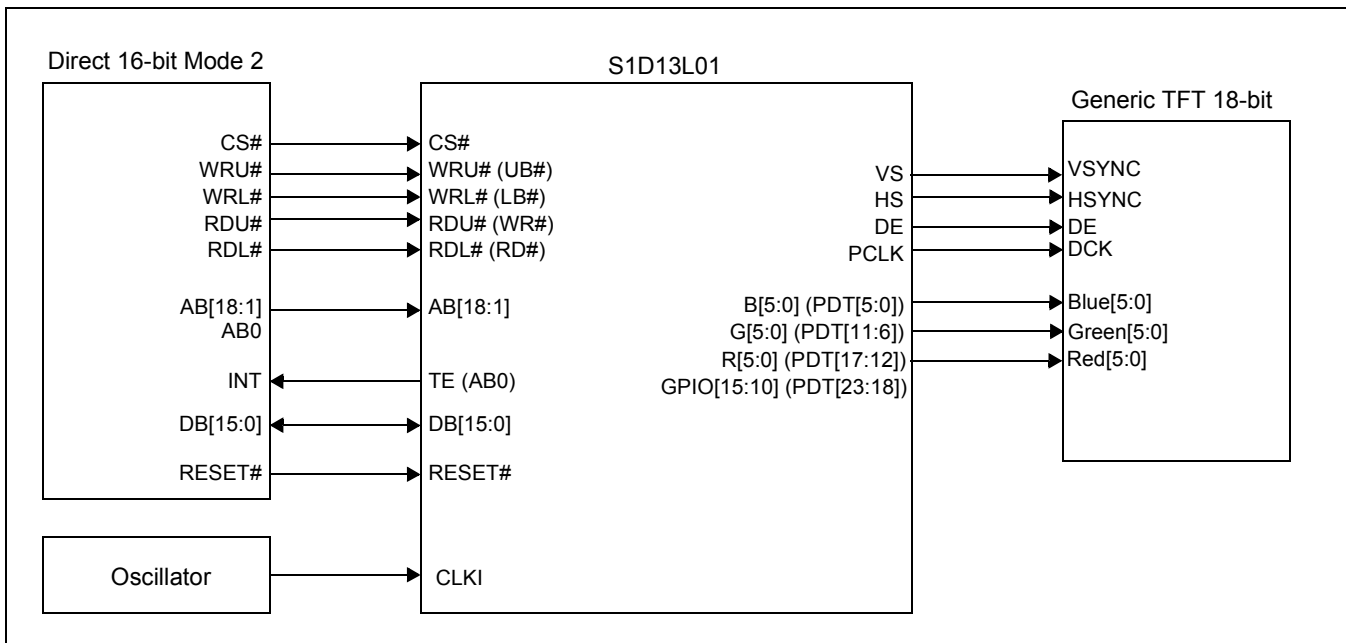 Direct 16-bit Mode 2
CS#
WRU#
WRL#
RDU#
RDL#
AB[18:1]
AB0
INT
DB[15:0]
RESET#
Oscillator
S1D13L01
CS#
WRU# (UB#)
WRL# (LB#)
RDU# (WR#)
RDL# (RD#)
AB[18:1]
TE (AB0)
DB[15:0]
RESET#
CLKI
VS
HS
DE
PCLK
B[5:0] (PDT[5:0])
G[5:0] (PDT[11:6])
R[5:0] (PDT[17:12])
GPIO[15:10] (PDT[23:18])
Generic TFT 18-bit
VSYNC
HSYNC
DE
DCK
Blue[5:0]
Green[5:0]
Red[5:0]